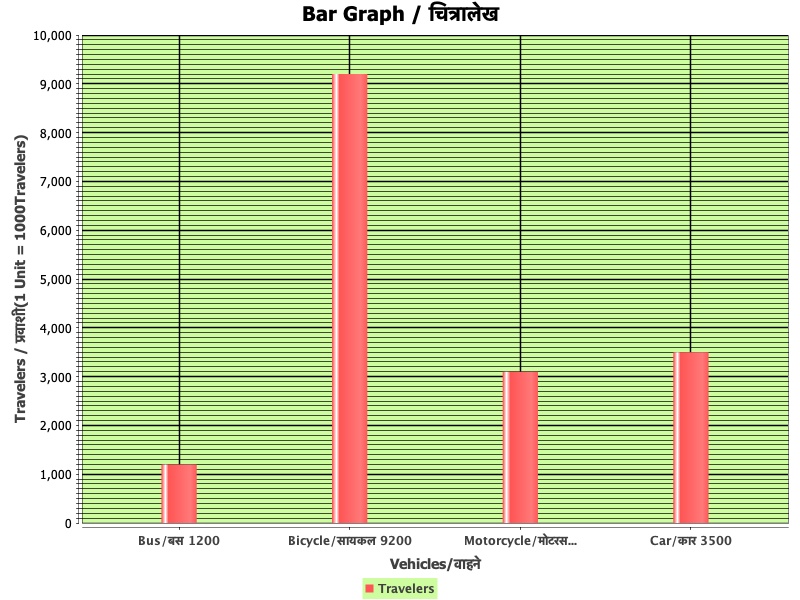 Bar Graph / चित्रालेख
Travelers / प्रवाशी(1 Unit = 1000Travelers)
10,000
9,000
8,000
7,000
6,000
5,000
4,000
3,000
2,000
1,000
0
Bus/बस 1200
Bicycle/सायकल 9200
Motorcycle/मोटरस...
Car/कार 3500
Vehicles/वाहने
Travelers